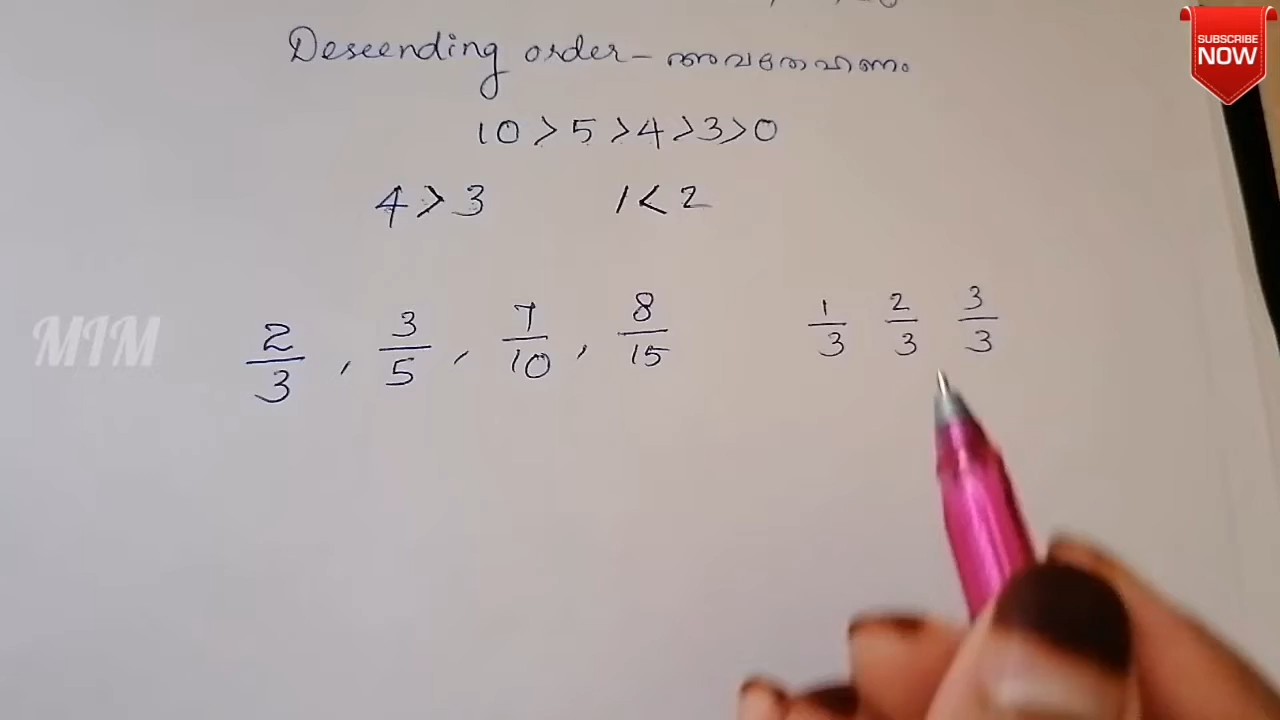 SUBSCRIBE
NOW
Descending order - അവരോഹണം
10 > 5 > 4 > 3 > 0
4 > 3 1 < 2
2/3 , 3/5 , 7/10 , 8/15 1/3 2/3 3/3
MIM